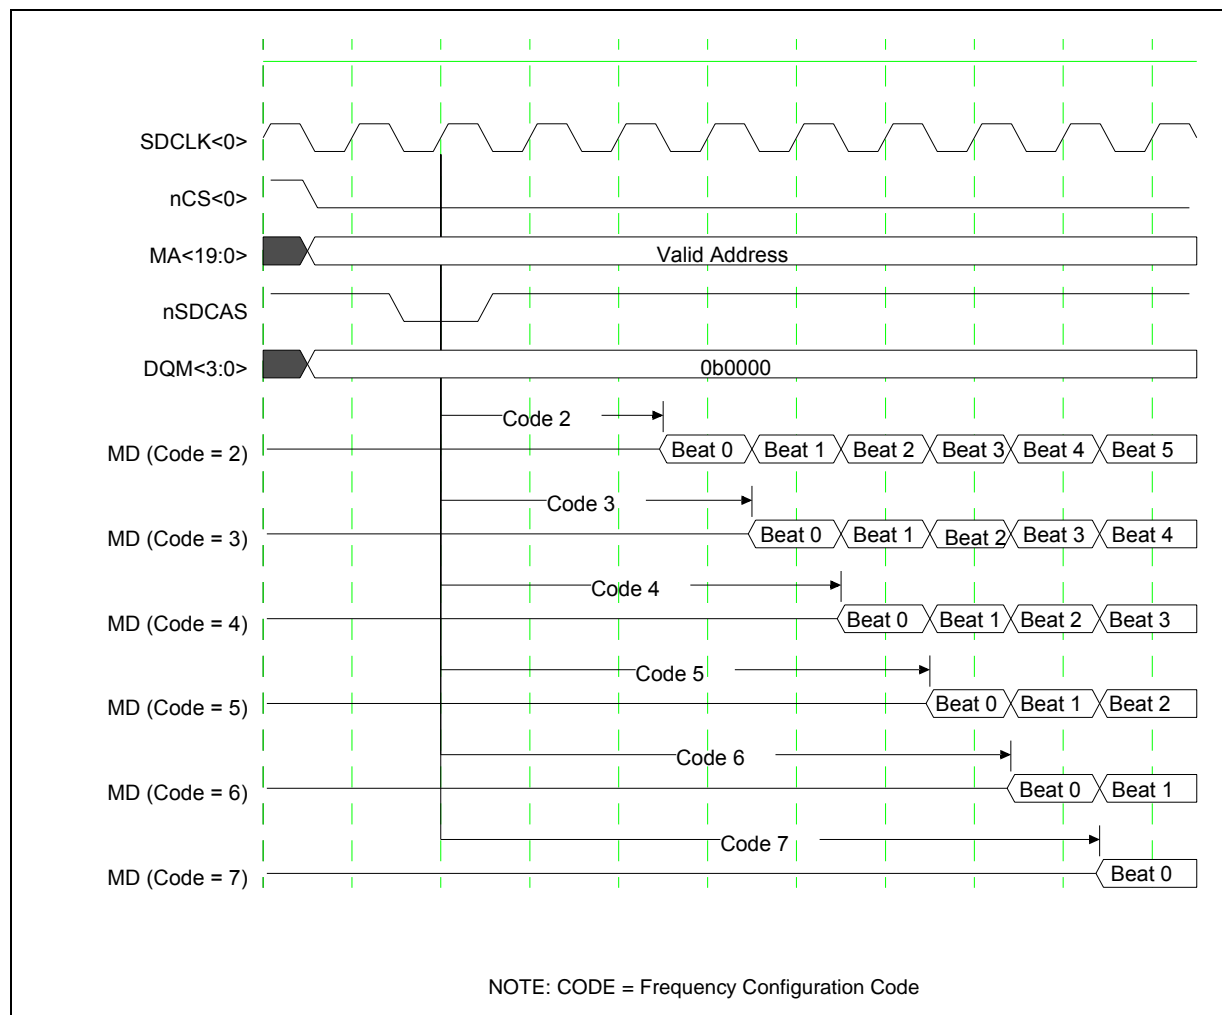 SDCLK<0>
nCS<0>
MA<19:0>
Valid Address
nSDCAS
DQM<3:0>
0b0000
Code 2
MD (Code = 2)
Beat 0 Beat 1 Beat 2 Beat 3 Beat 4 Beat 5
Code 3
MD (Code = 3)
Beat 0 Beat 1 Beat 2 Beat 3 Beat 4
Code 4
MD (Code = 4)
Beat 0 Beat 1 Beat 2 Beat 3
Code 5
MD (Code = 5)
Beat 0 Beat 1 Beat 2
Code 6
MD (Code = 6)
Beat 0 Beat 1
Code 7
MD (Code = 7)
Beat 0
NOTE: CODE = Frequency Configuration Code